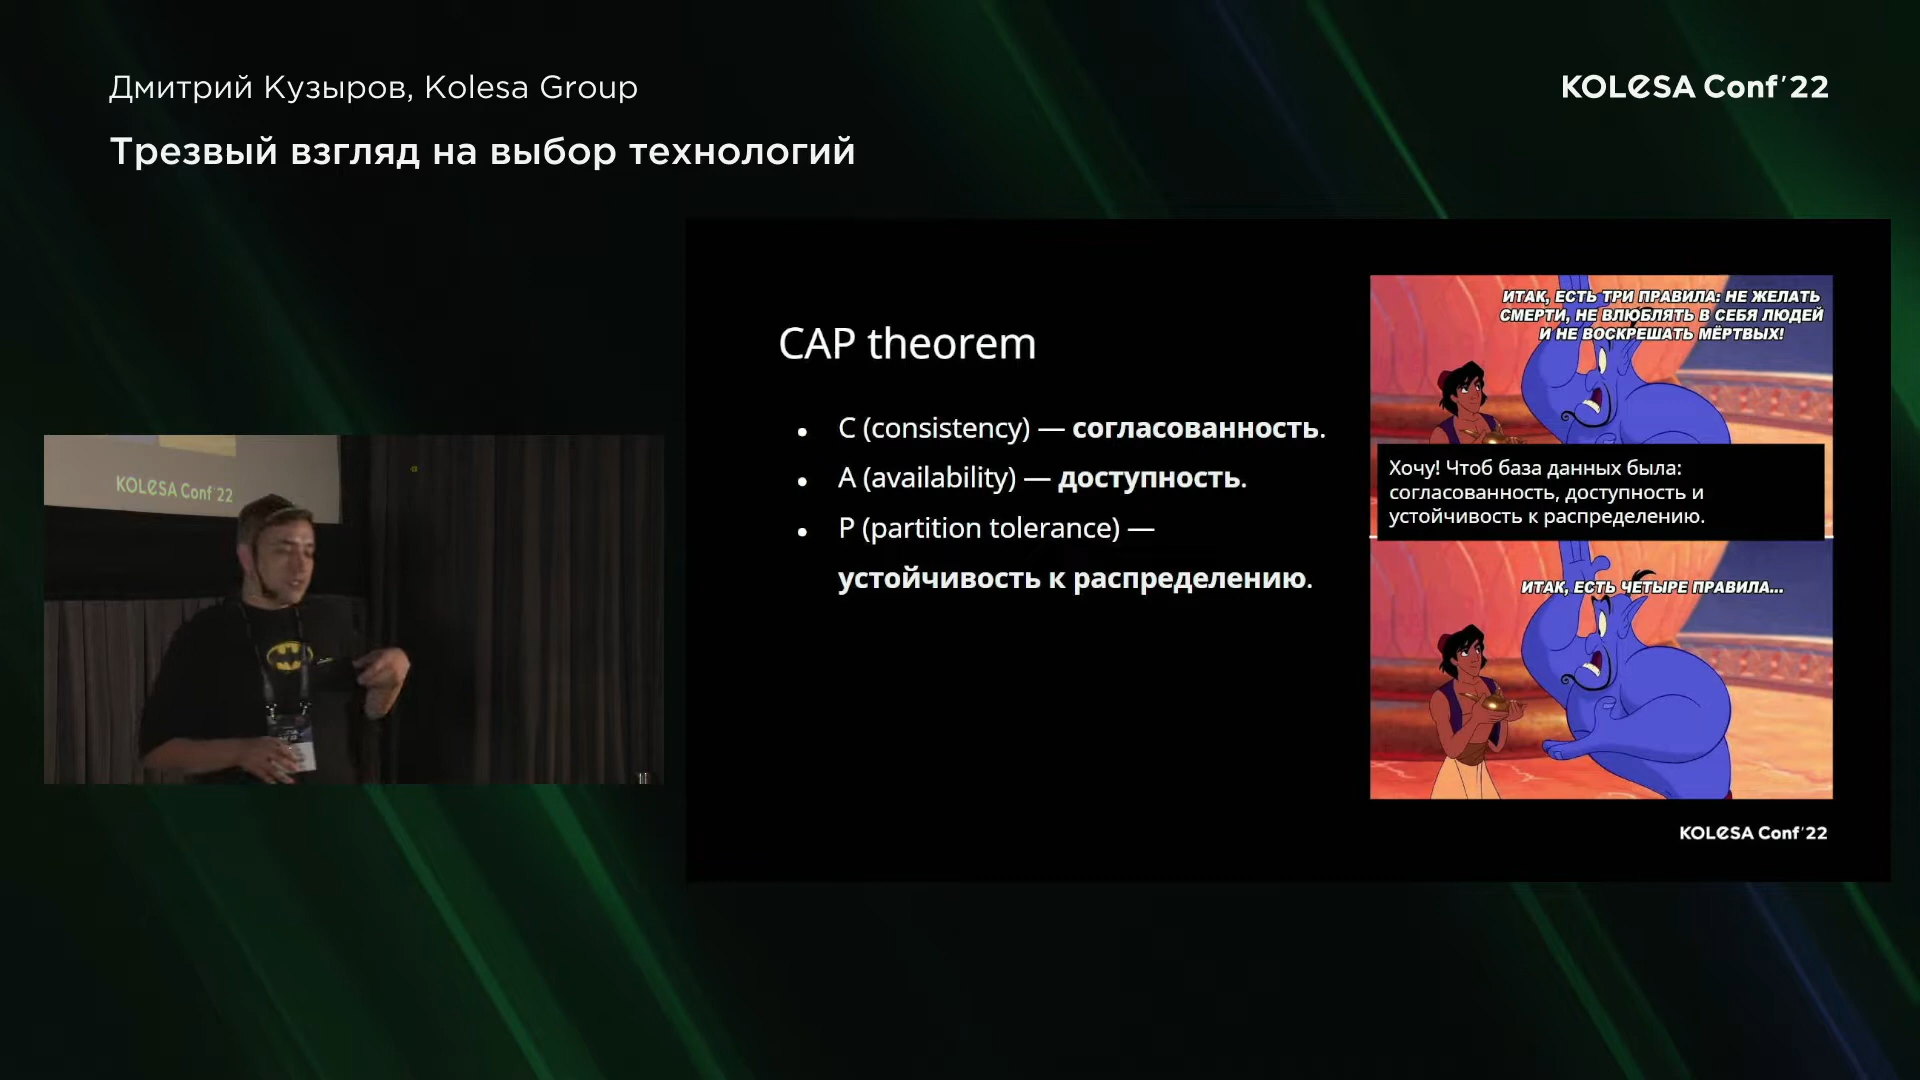 Дмитрий Кузыров, Kolesa Group
Трезвый взгляд на выбор технологий
KOLESA Conf'22
KOLESA Conf'22
CAP theorem
• C (consistency) — согласованность.
• A (availability) — доступность.
• P (partition tolerance) —
устойчивость к распределению.
ИТАК, ЕСТЬ ТРИ ПРАВИЛА: НЕ ЖЕЛАТЬ
СМЕРТИ, НЕ ВЛЮБЛЯТЬ В СЕБЯ ЛЮДЕЙ
И НЕ ВОСКРЕШАТЬ МЁРТВЫХ!
Хочу! Чтоб база данных была:
согласованность, доступность и
устойчивость к распределению.
ИТАК, ЕСТЬ ЧЕТЫРЕ ПРАВИЛА...
KOLESA Conf'22